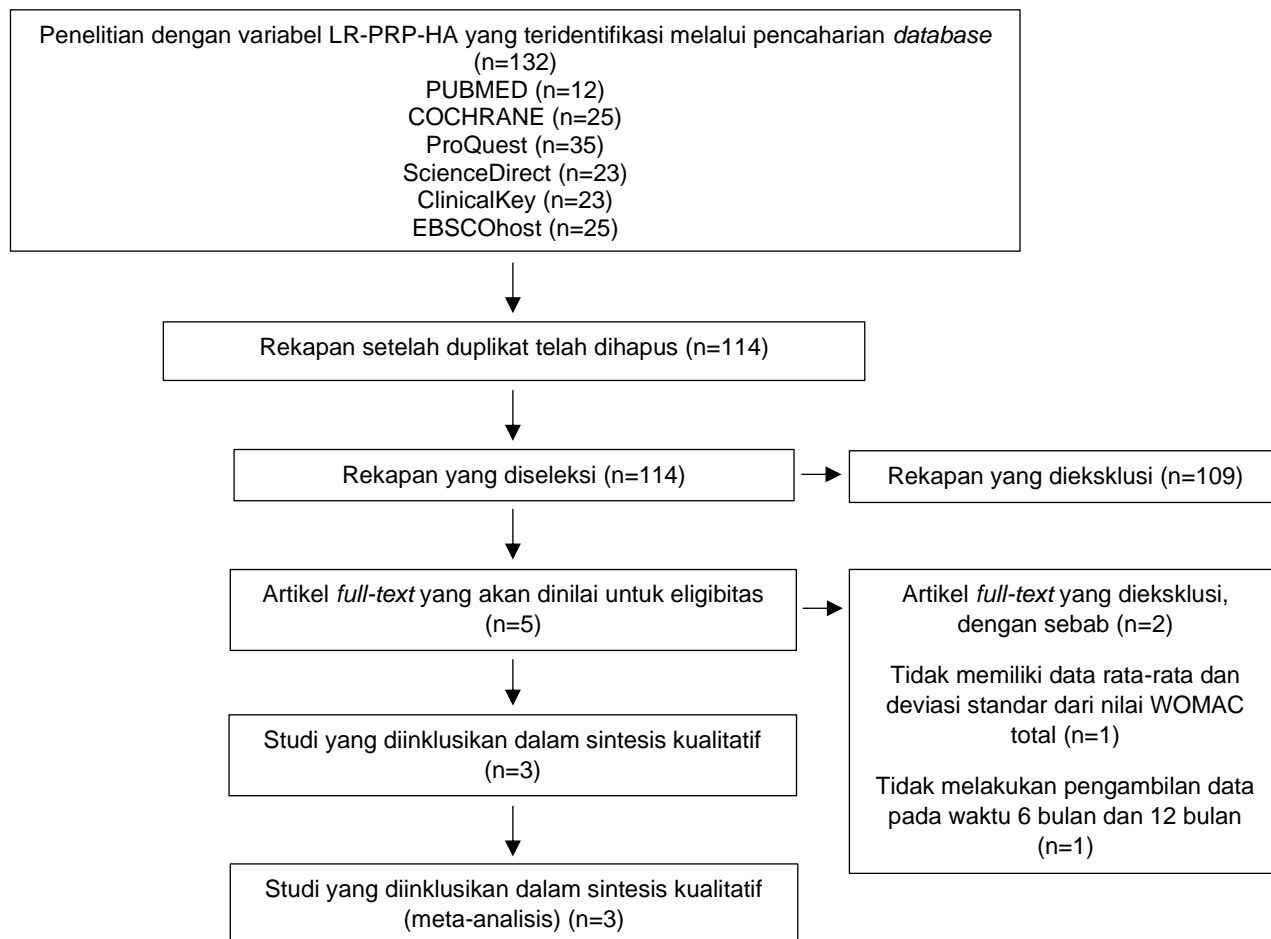 Penelitian dengan variabel LR-PRP-HA yang teridentifikasi melalui pencaharian database
(n=132)
PUBMED (n=12)
COCHRANE (n=25)
ProQuest (n=35)
ScienceDirect (n=23)
ClinicalKey (n=23)
EBSCOhost (n=25)
Rekapan setelah duplikat telah dihapus (n=114)
Rekapan yang diseleksi (n=114)
Rekapan yang dieksklusi (n=109)
Artikel full-text yang akan dinilai untuk eligibitas
(n=5)
Artikel full-text yang dieksklusi,
dengan sebab (n=2)
Tidak memiliki data rata-rata dan
deviasi standar dari nilai WOMAC
total (n=1)
Tidak melakukan pengambilan data
pada waktu 6 bulan dan 12 bulan
(n=1)
Studi yang diinklusikan dalam sintesis kualitatif
(n=3)
Studi yang diinklusikan dalam sintesis kualitatif
(meta-analisis) (n=3)